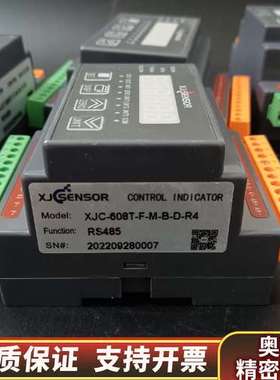 XJCSENSOR
UNIT
XJCSENSOR CONTROL INDICATOR
Model: XJC-608T-F-M-B-D-R4
Function: RS485
SN#: 202209280007
质保证 支持开票
奥
精密